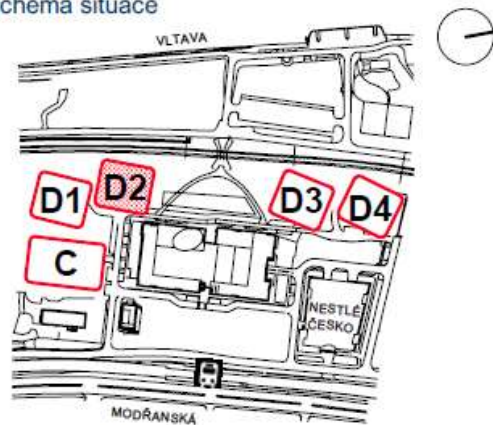 chema situace
VLTAVA
D1
D2
D3
D4
C
NESTLÉ
ČESKO
MODŘANSKÁ